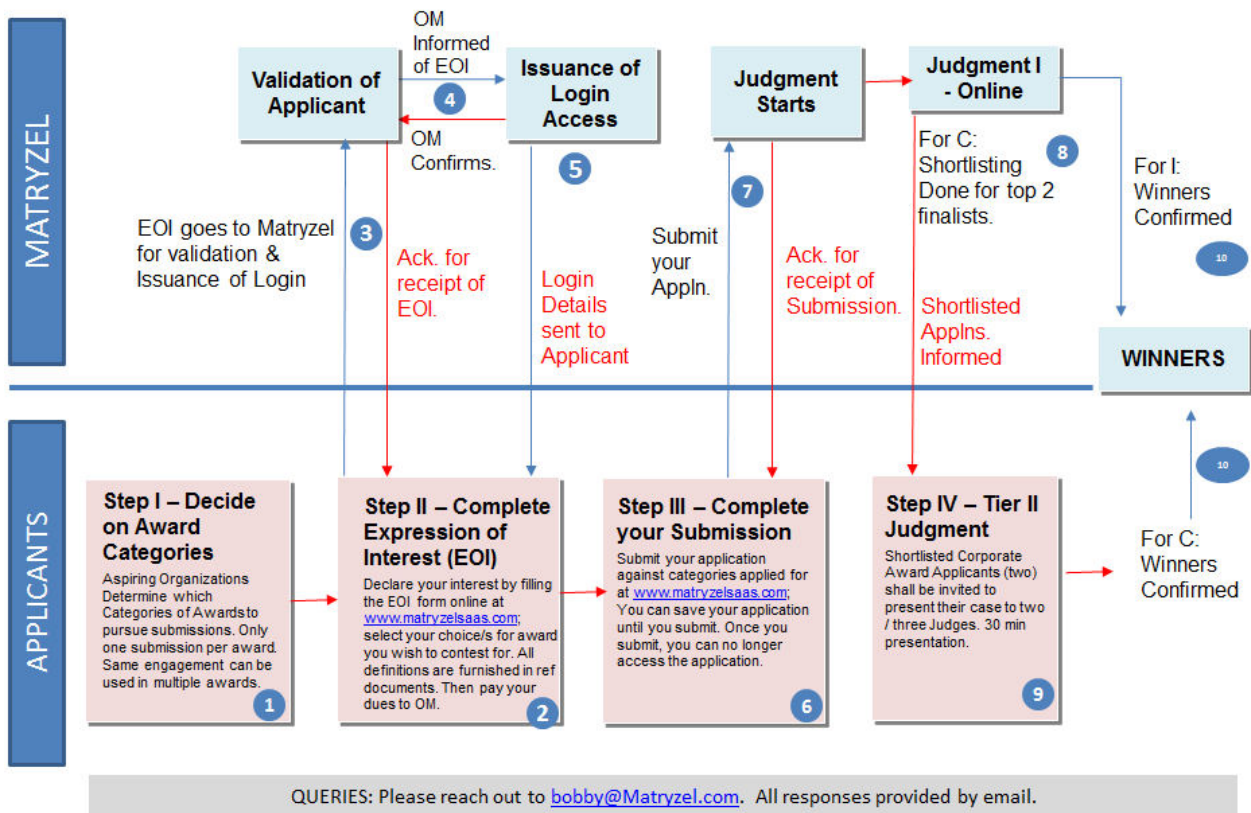 MATRYZEL
Validation of
Applicant
OM
Informed
of EOI
4
OM
Confirms.
Issuance of
Login
Access
5
Judgment
Starts
Judgment I
- Online
For C:
Shortlisting
Done for top 2
finalists.
8
For I:
Winners
Confirmed
10
EOI goes to Matryzel
for validation &
Issuance of Login
3
Ack. for
receipt of
EOI.
Login
Details
sent to
Applicant
7
Submit
your
Appln.
Ack. for
receipt of
Submission.
Shortlisted
Applns.
Informed
WINNERS
APPLICANTS
Step I – Decide
on Award
Categories
Aspiring Organizations
Determine which
Categories of Awards to
pursue submissions. Only
one submission per award.
Same engagement can be
used in multiple awards.
1
Step II – Complete
Expression of
Interest (EOI)
Declare your interest by filling
the EOI form online at
www.matryzelsaas.com;
select your choice/s for award
you wish to contest for. All
definitions are furnished in ref
documents. Then pay your
dues to OM.
2
Step III – Complete
your Submission
Submit your application
against categories applied for
at www.matryzelsaas.com;
You can save your application
until you submit. Once you
submit, you can no longer
access the application.
6
Step IV – Tier II
Judgment
Shortlisted Corporate
Award Applicants (two)
shall be invited to
present their case to two
/ three Judges. 30 min
presentation.
9
10
For C:
Winners
Confirmed
QUERIES: Please reach out to bobby@Matryzel.com. All responses provided by email.